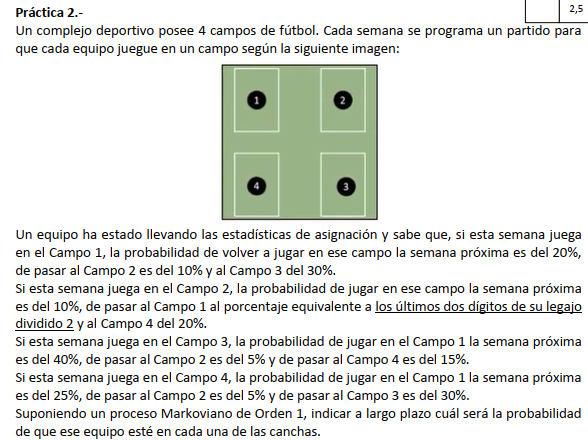 Práctica 2.-
2,5
Un complejo deportivo posee 4 campos de fútbol. Cada semana se programa un partido para
que cada equipo juegue en un campo según la siguiente imagen:
1
2
4
3
Un equipo ha estado llevando las estadísticas de asignación y sabe que, si esta semana juega
en el Campo 1, la probabilidad de volver a jugar en ese campo la semana próxima es del 20%,
de pasar al Campo 2 es del 10% y al Campo 3 del 30%.
Si esta semana juega en el Campo 2, la probabilidad de jugar en ese campo la semana próxima
es del 10%, de pasar al Campo 1 al porcentaje equivalente a los últimos dos dígitos de su legajo
dividido 2 y al Campo 4 del 20%.
Si esta semana juega en el Campo 3, la probabilidad de jugar en el Campo 1 la semana próxima
es del 40%, de pasar al Campo 2 es del 5% y de pasar al Campo 4 es del 15%.
Si esta semana juega en el Campo 4, la probabilidad de jugar en el Campo 1 la semana próxima
es del 25%, de pasar al Campo 2 es del 5% y de pasar al Campo 3 es del 30%.
Suponiendo un proceso Markoviano de Orden 1, indicar a largo plazo cuál será la probabilidad
de que ese equipo esté en cada una de las canchas.